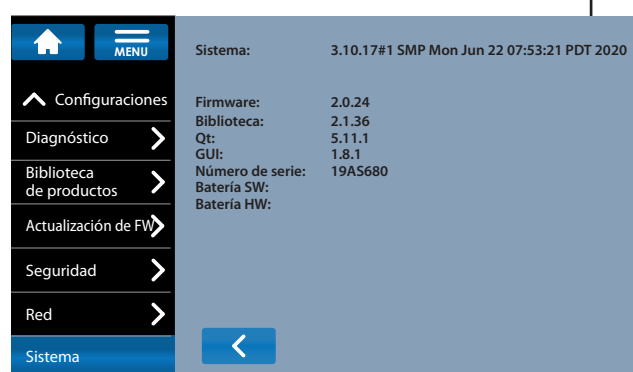 MENU
Configuraciones
Diagnóstico
Biblioteca
de productos
Actualización de FW
Seguridad
Red
Sistema
Sistema: 3.10.17#1 SMP Mon Jun 22 07:53:21 PDT 2020
Firmware: 2.0.24
Biblioteca: 2.1.36
Qt: 5.11.1
GUI: 1.8.1
Número de serie: 19AS680
Batería SW:
Batería HW: